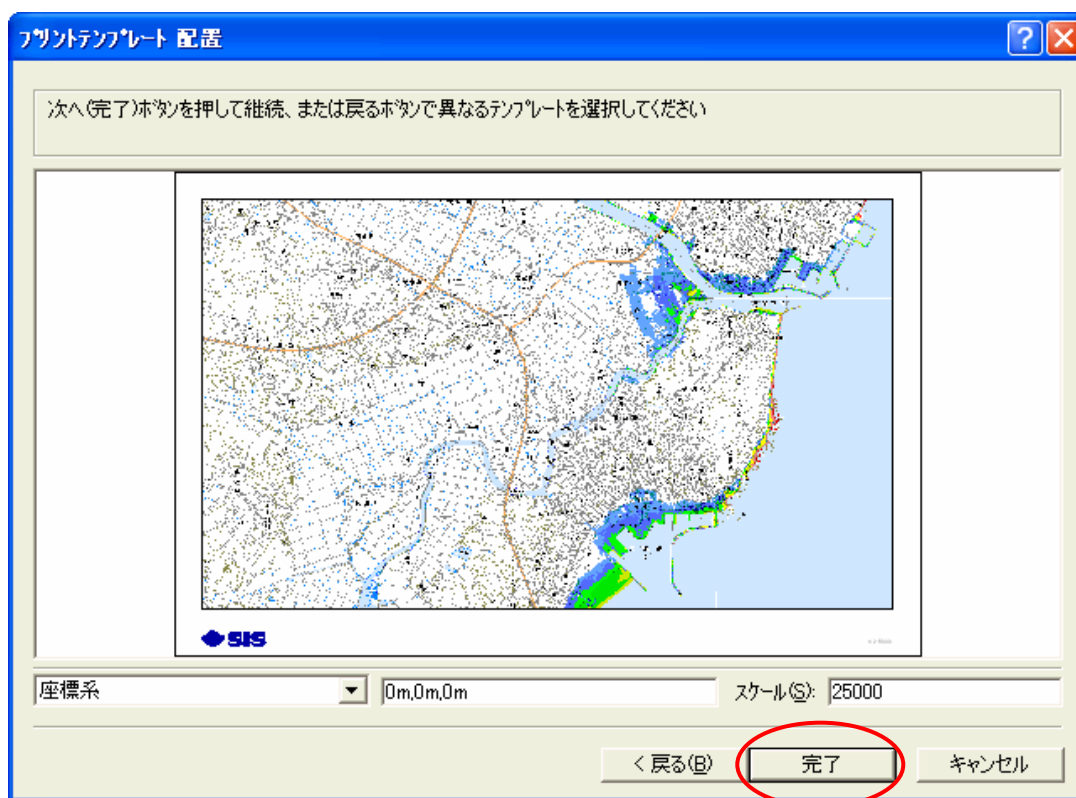 プリントテンプレート 配置
次へ(完了)ボタンを押して継続、または戻るボタンで異なるテンプレートを選択してください
SIS
座標系
0m,0m,0m
スケール(S): 25000
< 戻る(B)
完了
キャンセル